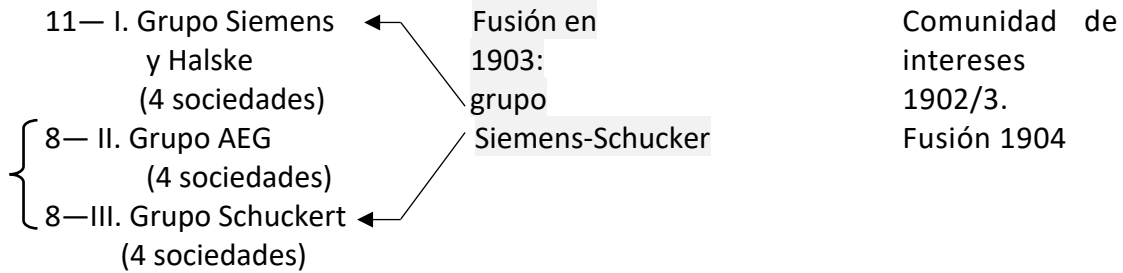 11— I. Grupo Siemens
y Halske
(4 sociedades)
8— II. Grupo AEG
(4 sociedades)
8—III. Grupo Schuckert
(4 sociedades)
Fusión en
1903:
grupo
Siemens-Schucker
Comunidad de
intereses
1902/3.
Fusión 1904